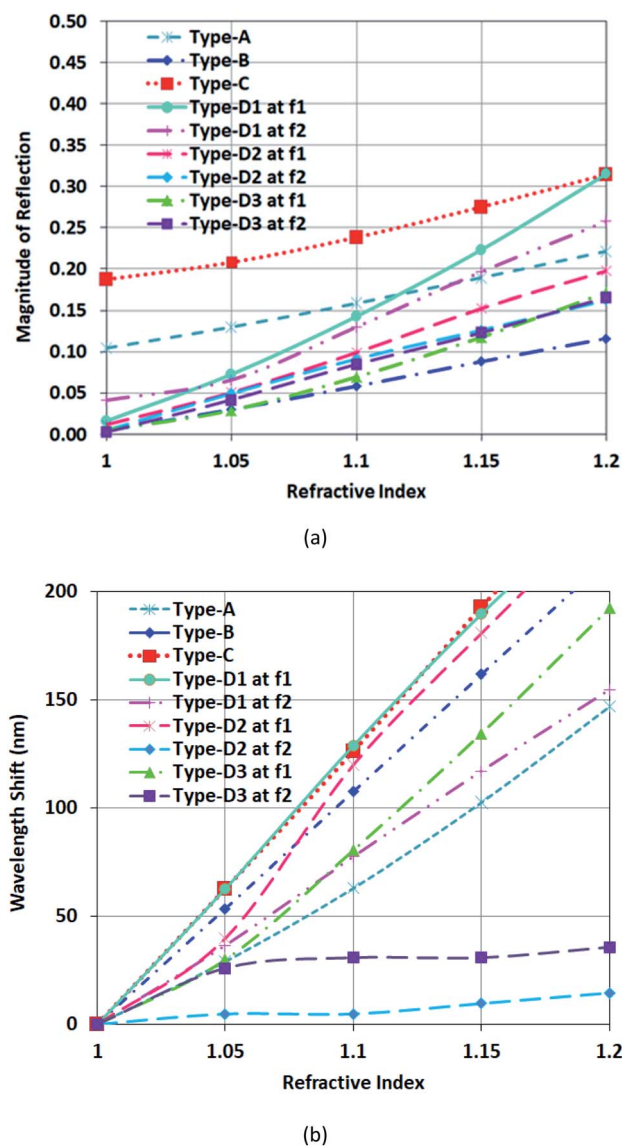 0.50
0.45
0.40
0.35
0.30
0.25
0.20
0.15
0.10
0.05
0.00
Magnitude of Reflection
Type-A
Type-B
Type-C
Type-D1 at f1
Type-D1 at f2
Type-D2 at f1
Type-D2 at f2
Type-D3 at f1
Type-D3 at f2
1 1.05 1.1 1.15 1.2
Refractive Index
(a)
200
150
100
50
0
Wavelength Shift (nm)
Type-A
Type-B
Type-C
Type-D1 at f1
Type-D1 at f2
Type-D2 at f1
Type-D2 at f2
Type-D3 at f1
Type-D3 at f2
1 1.05 1.1 1.15 1.2
Refractive Index
(b)